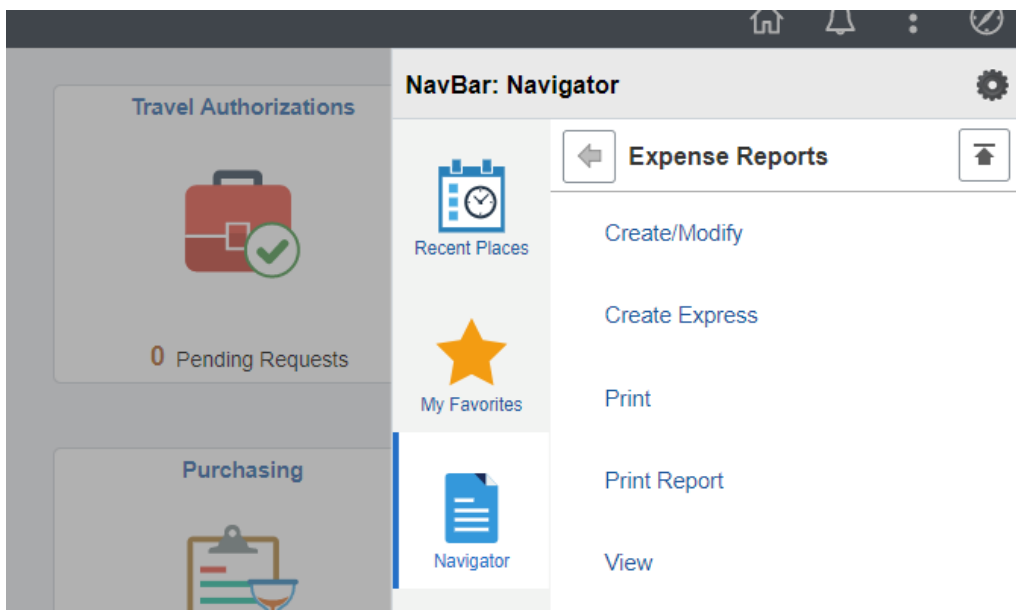 NavBar: Navigator
Travel Authorizations
0 Pending Requests
Purchasing
Recent Places
My Favorites
Navigator
Expense Reports
Create/Modify
Create Express
Print
Print Report
View